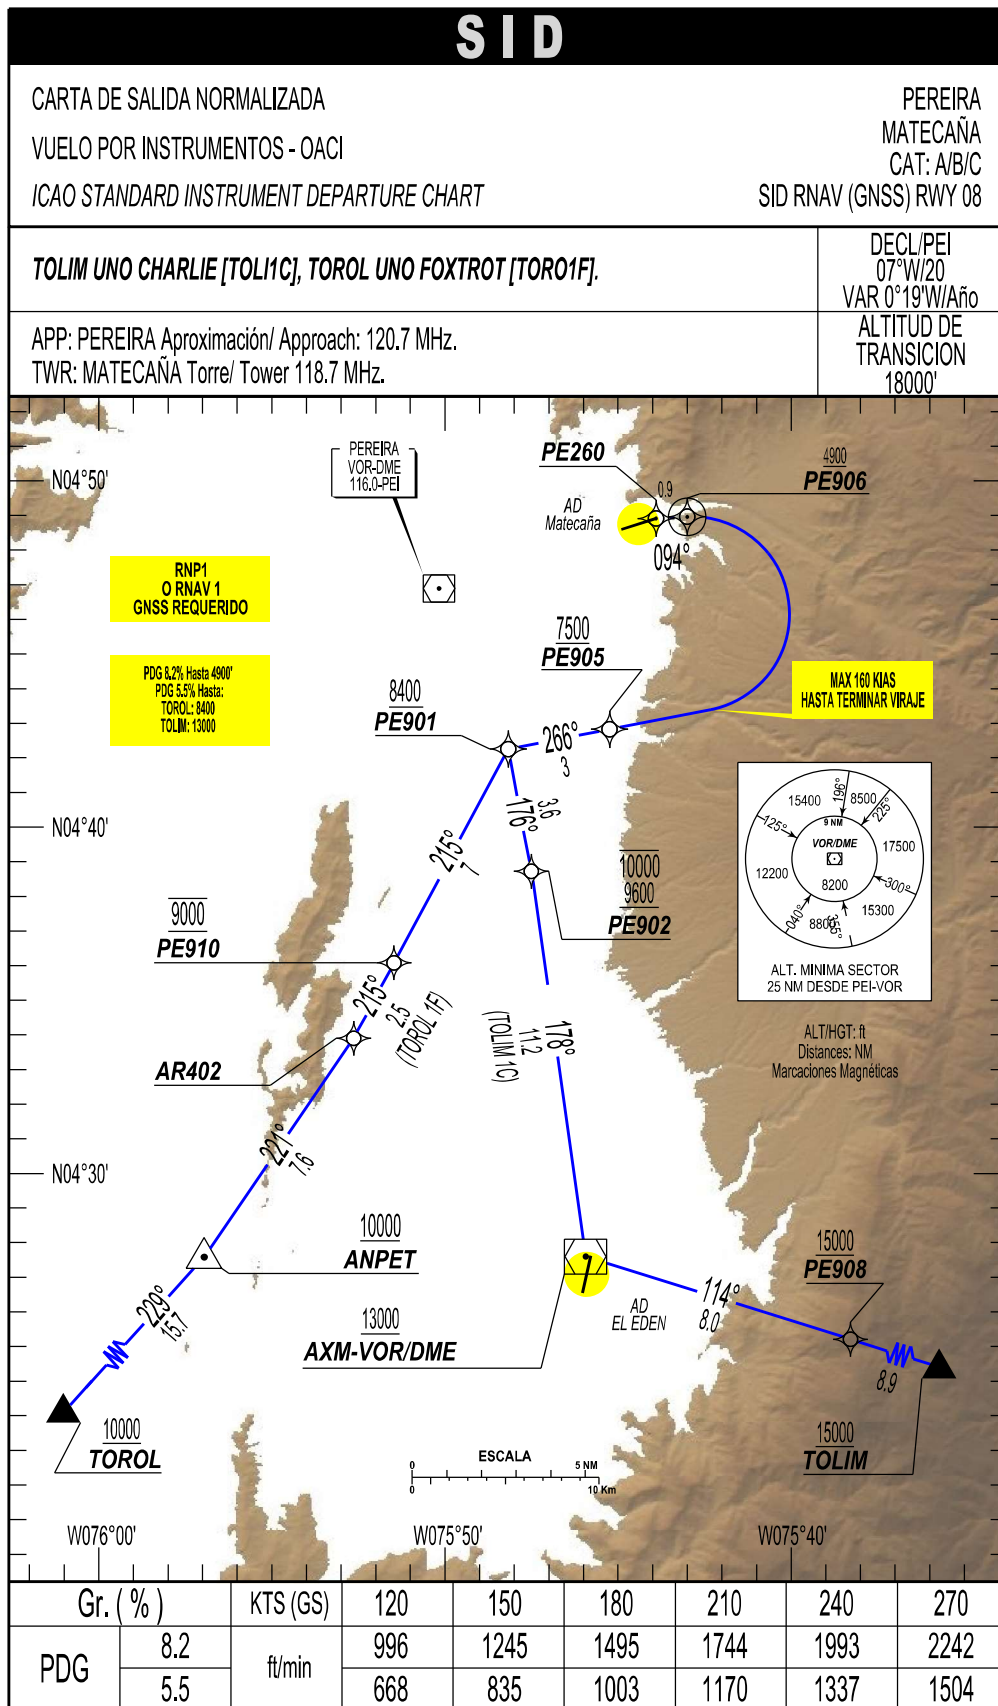 SID
CARTA DE SALIDA NORMALIZADA
VUELO POR INSTRUMENTOS - OACI
ICAO STANDARD INSTRUMENT DEPARTURE CHART
PEREIRA
MATECAÑA
CAT: A/B/C
SID RNAV (GNSS) RWY 08
TOLIM UNO CHARLIE [TOLI1C], TOROL UNO FOXTROT [TORO1F].
DECL/PEI
07°W/20
VAR 0°19'W/Año
APP: PEREIRA Aproximación/ Approach: 120.7 MHz.
TWR: MATECAÑA Torre/ Tower 118.7 MHz.
ALTITUD DE
TRANSICION
18000'
N04°50'
PEREIRA
VOR-DME
116.0-PEI
PE260
0.9
4900
PE906
AD
Matecaña
094°
RNP1
O RNAV 1
GNSS REQUERIDO
7500
PE905
PDG 8.2% Hasta 4900'
PDG 5.5% Hasta:
TOROL: 8400
TOLIM: 13000
8400
PE901
MAX 160 KIAS
HASTA TERMINAR VIRAJE
266°
3
176°
3.6
N04°40'
215°
7
10000
9600
PE902
15400
196°
8500
225°
125°
9 NM
VOR/DME
17500
12200
8200
300°
040°
8800
355°
15300
ALT. MINIMA SECTOR
25 NM DESDE PEI-VOR
9000
PE910
215°
2.5
(TOROL 1F)
178°
11.2
(TOLIM 1C)
ALT/HGT: ft
Distances: NM
Marcaciones Magnéticas
AR402
221°
7.6
N04°30'
10000
ANPET
15000
PE908
229°
15.7
114°
8.0
AD
EL EDEN
13000
AXM-VOR/DME
8.9
10000
TOROL
15000
TOLIM
ESCALA
0 5 NM
0 10 Km
W076°00' W075°50' W075°40'
Gr. ( % ) KTS (GS) 120 150 180 210 240 270
PDG 8.2 ft/min 996 1245 1495 1744 1993 2242
5.5 668 835 1003 1170 1337 1504